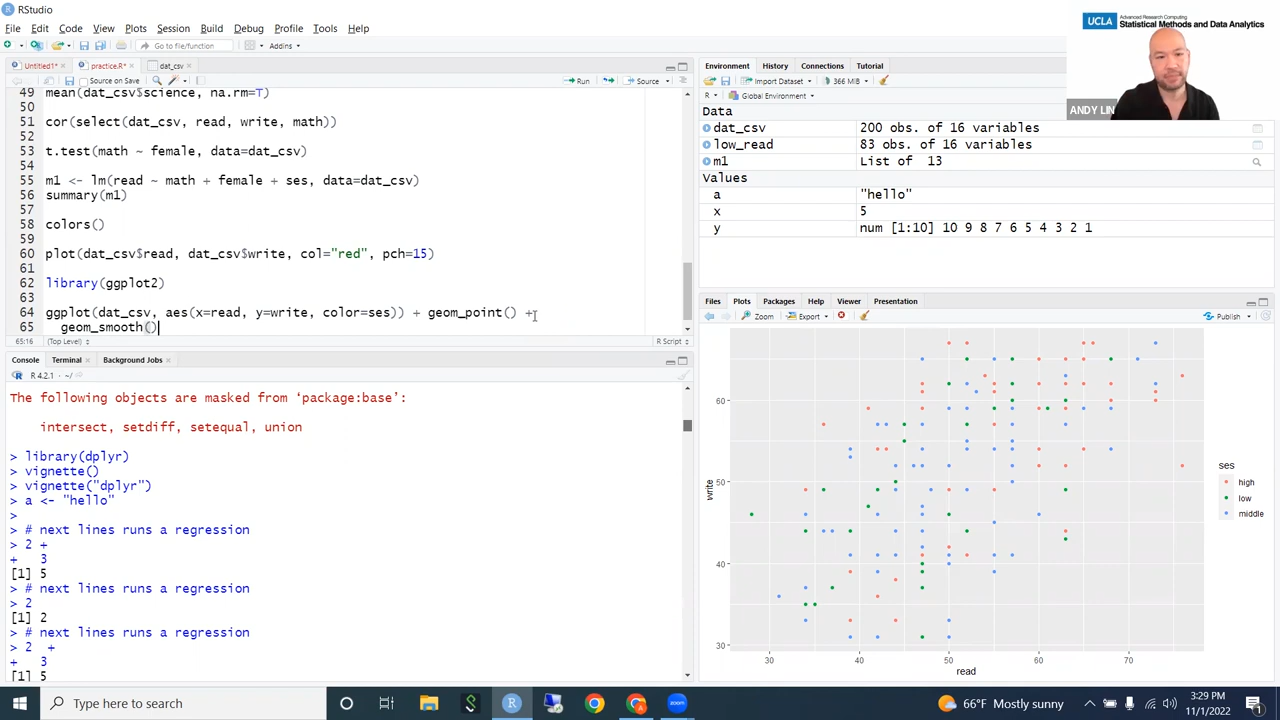 RStudio
File Edit Code View Plots Session Build Debug Profile Tools Help
Go to file/function
Addins
Untitled1*
practice.R*
dat_csv
Source on Save
Run
Source
49 mean(dat_csv$science, na.rm=T)
50
51 cor(select(dat_csv, read, write, math))
52
53 t.test(math ~ female, data=dat_csv)
54
55 m1 <- lm(read ~ math + female + ses, data=dat_csv)
56 summary(m1)
57
58 colors()
59
60 plot(dat_csv$read, dat_csv$write, col="red", pch=15)
61
62 library(ggplot2)
63
64 ggplot(dat_csv, aes(x=read, y=write, color=ses)) + geom_point() +
65 geom_smooth()
65:16 (Top Level) R Script
Console Terminal Background Jobs
R 4.2.1 · ~/
The following objects are masked from ‘package:base’:
intersect, setdiff, setequal, union
> library(dplyr)
> vignette()
> vignette("dplyr")
> a <- "hello"
>
> # next lines runs a regression
> 2 +
+ 3
[1] 5
> # next lines runs a regression
> 2
[1] 2
> # next lines runs a regression
> 2 +
+ 3
[1] 5
Environment History Connections Tutorial
Import Dataset 366 MiB
R Global Environment
Data
dat_csv 200 obs. of 16 variables
low_read 83 obs. of 16 variables
m1 List of 13
Values
a "hello"
x 5
y num [1:10] 10 9 8 7 6 5 4 3 2 1
Files Plots Packages Help Viewer Presentation
Zoom Export Publish
60
50
40
30
write
30 40 50 60 70
read
ses
high
low
middle
UCLA Advanced Research Computing
Statistical Methods and Data Analytics
ANDY LIN
Type here to search
zoom
66°F Mostly sunny
3:29 PM
11/1/2022
1